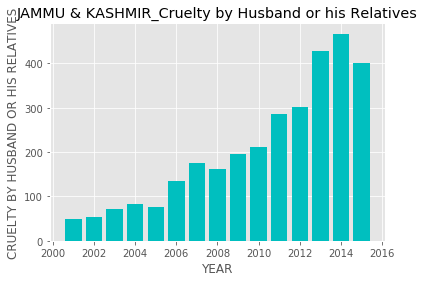 JAMMU & KASHMIR_Cruelty by Husband or his Relatives
CRUELTY BY HUSBAND OR HIS RELATIVES
400
300
200
100
0
2000 2002 2004 2006 2008 2010 2012 2014 2016
YEAR